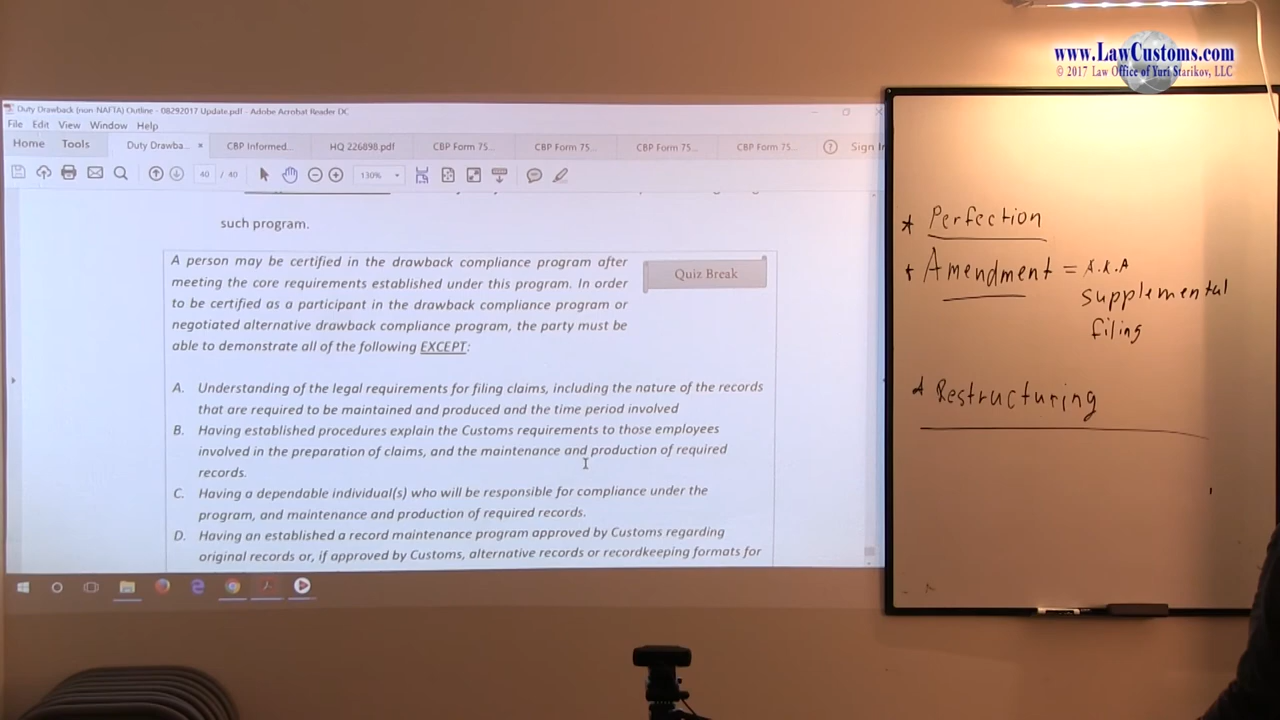 www.LawCustoms.com
© 2017 Law Office of Yuri Starikov, LLC
Duty Drawback (non-NAFTA) Outline - 08292017 Update.pdf - Adobe Acrobat Reader DC
File Edit View Window Help
Home Tools Duty Drawba... × CBP Informed... HQ 226898.pdf CBP Form 75... CBP Form 75... CBP Form 75... CBP Form 75... Sign In
40 / 40 130%
such program.
A person may be certified in the drawback compliance program after
meeting the core requirements established under this program. In order
to be certified as a participant in the drawback compliance program or
negotiated alternative drawback compliance program, the party must be
able to demonstrate all of the following EXCEPT:
Quiz Break
A. Understanding of the legal requirements for filing claims, including the nature of the records
that are required to be maintained and produced and the time period involved
B. Having established procedures explain the Customs requirements to those employees
involved in the preparation of claims, and the maintenance and production of required
records.
C. Having a dependable individual(s) who will be responsible for compliance under the
program, and maintenance and production of required records.
D. Having an established a record maintenance program approved by Customs regarding
original records or, if approved by Customs, alternative records or recordkeeping formats for
* Perfection
* Amendment = A.K.A
supplemental
filing
* Restructuring